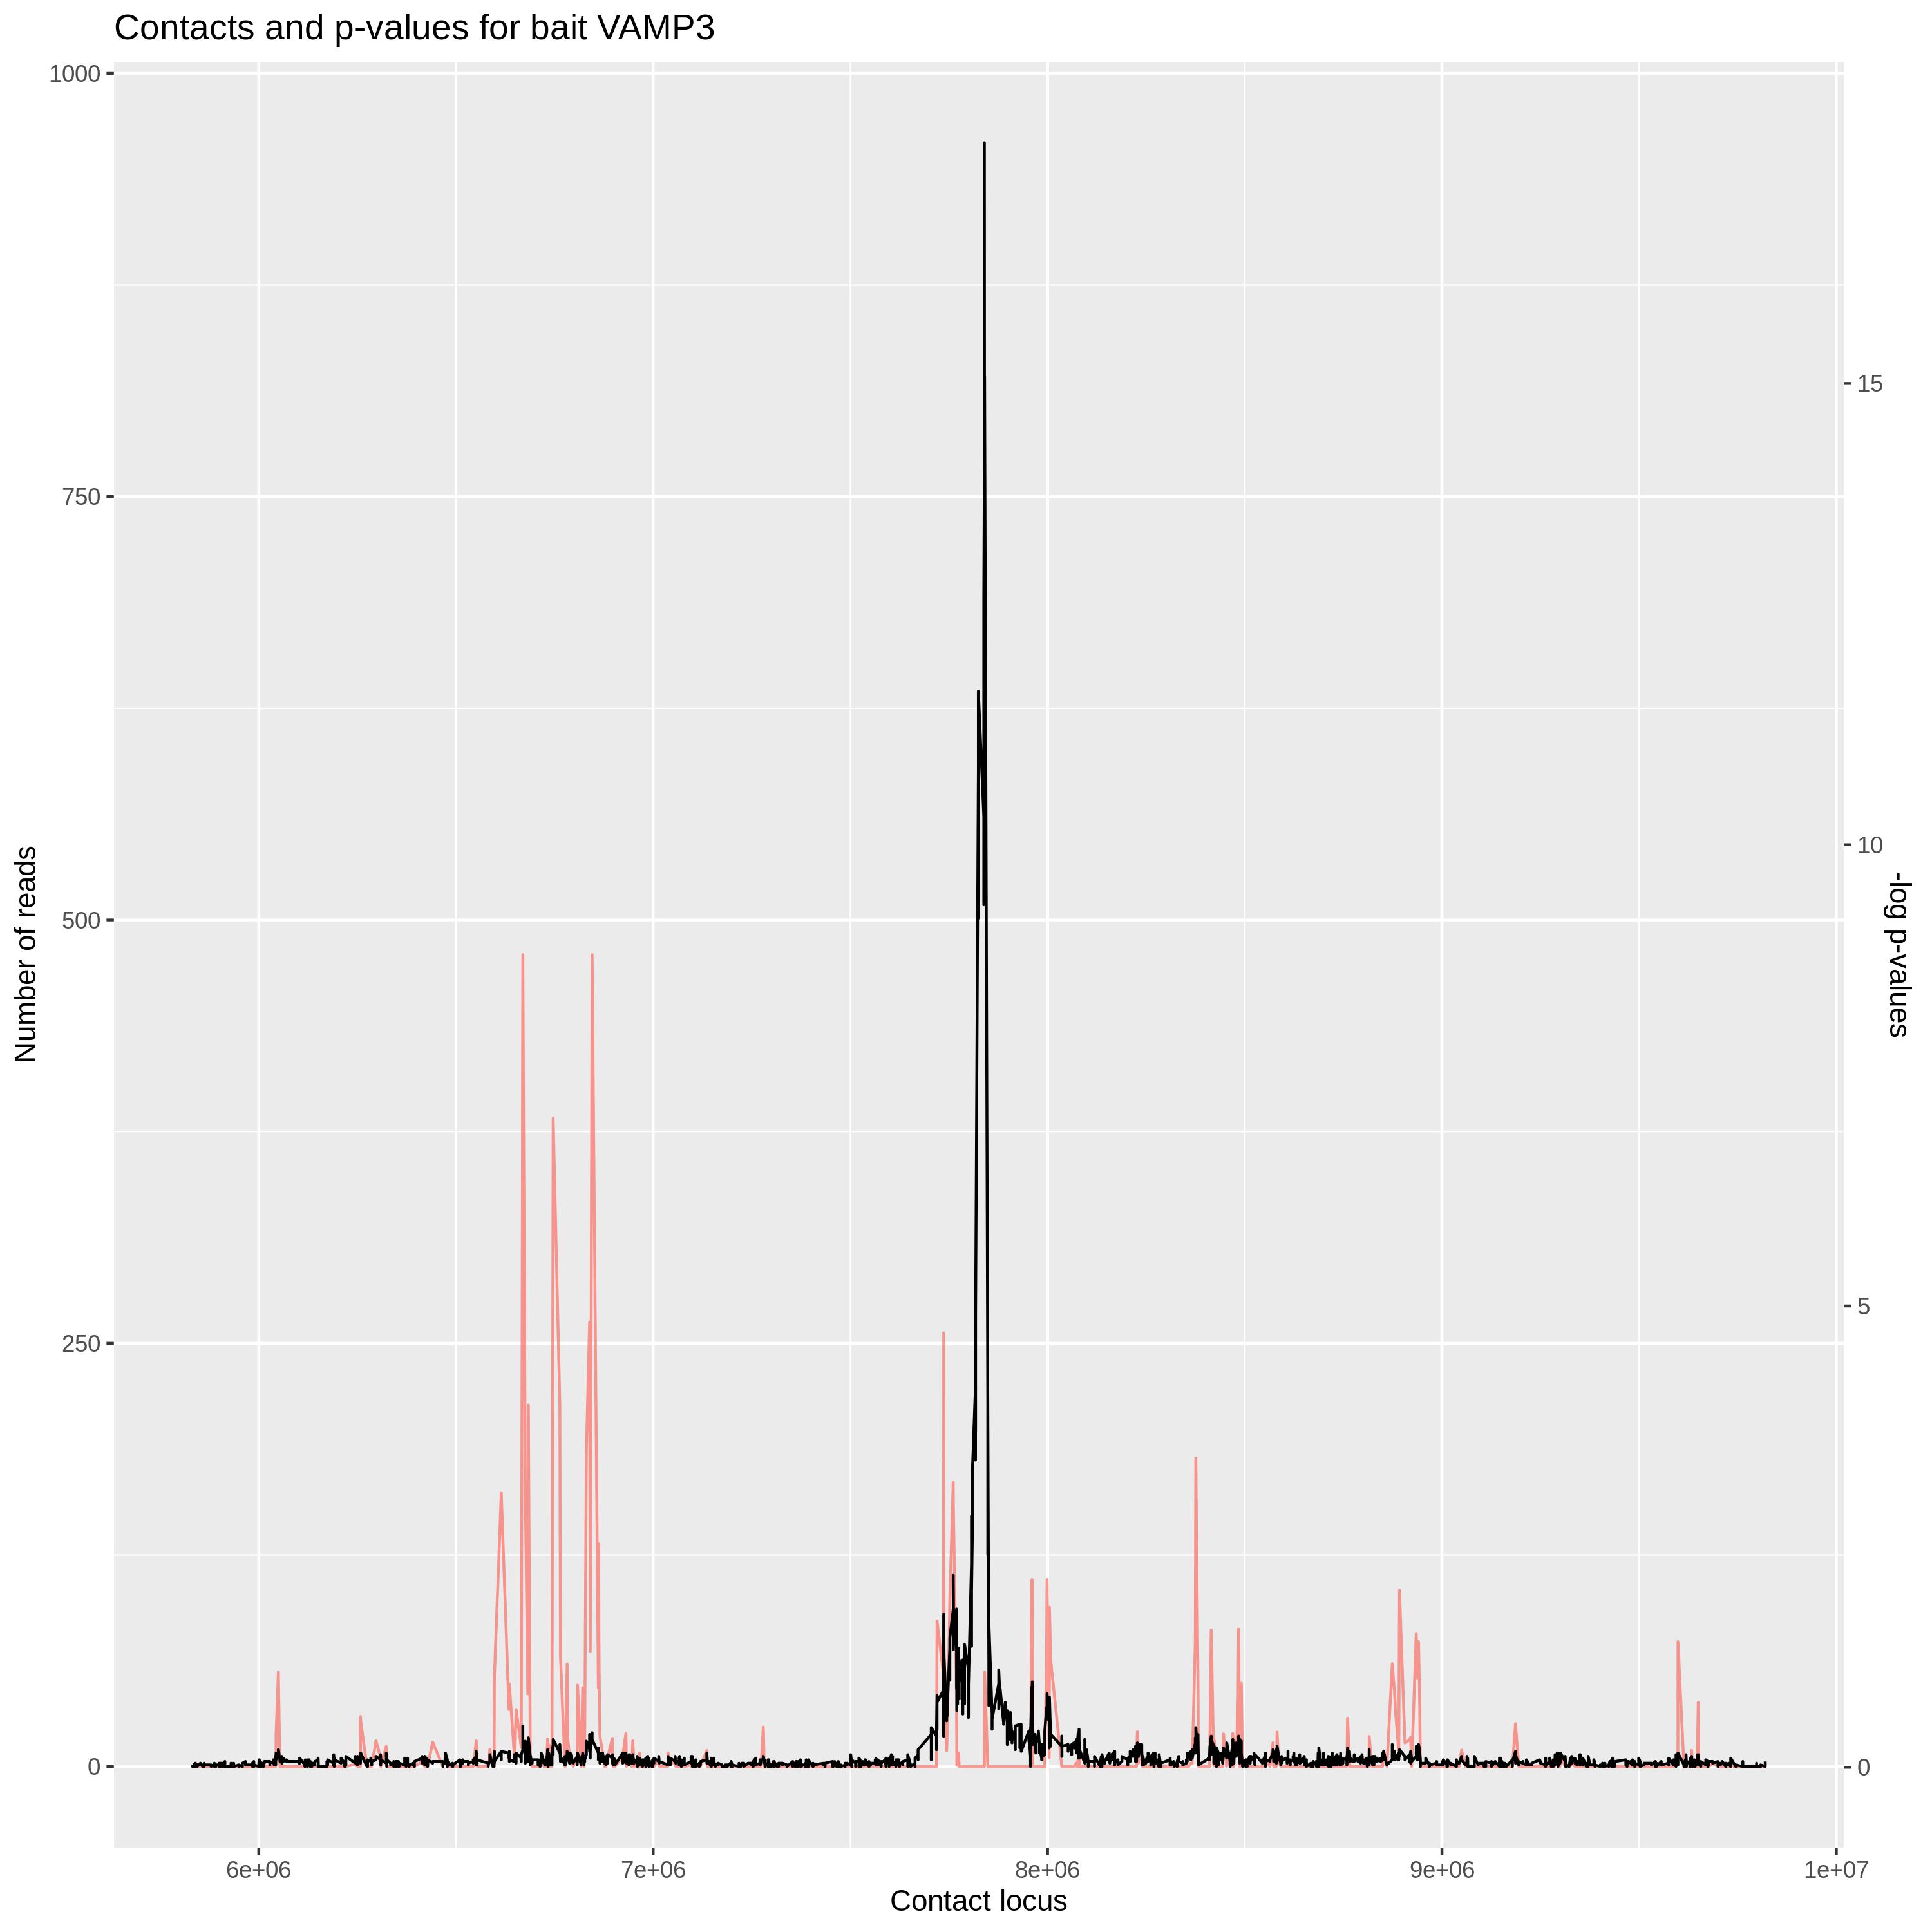 Contacts and p-values for bait VAMP3
1000
750
500
250
0
Number of reads
15
10
5
0
-log p-values
6e+06
7e+06
8e+06
9e+06
1e+07
Contact locus